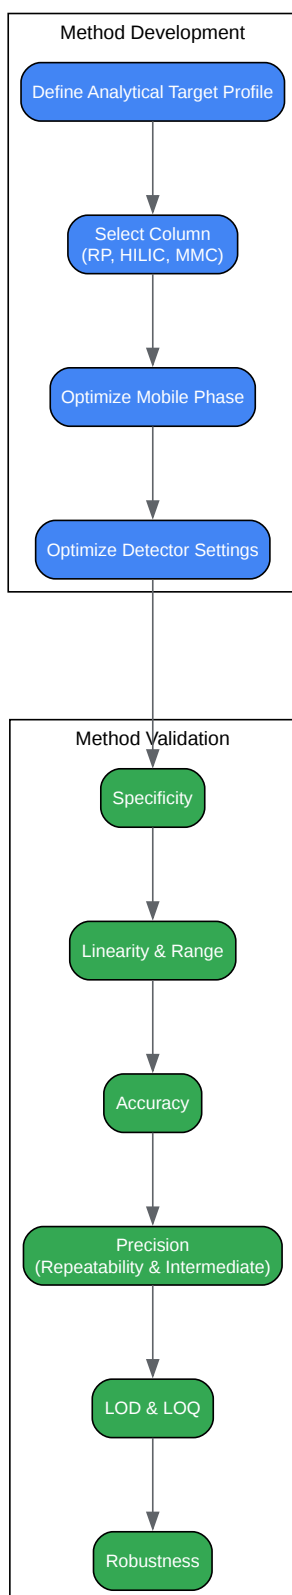 Method Development
Define Analytical Target Profile
Select Column
(RP, HILIC, MMC)
Optimize Mobile Phase
Optimize Detector Settings
Method Validation
Specificity
Linearity & Range
Accuracy
Precision
(Repeatability & Intermediate)
LOD & LOQ
Robustness